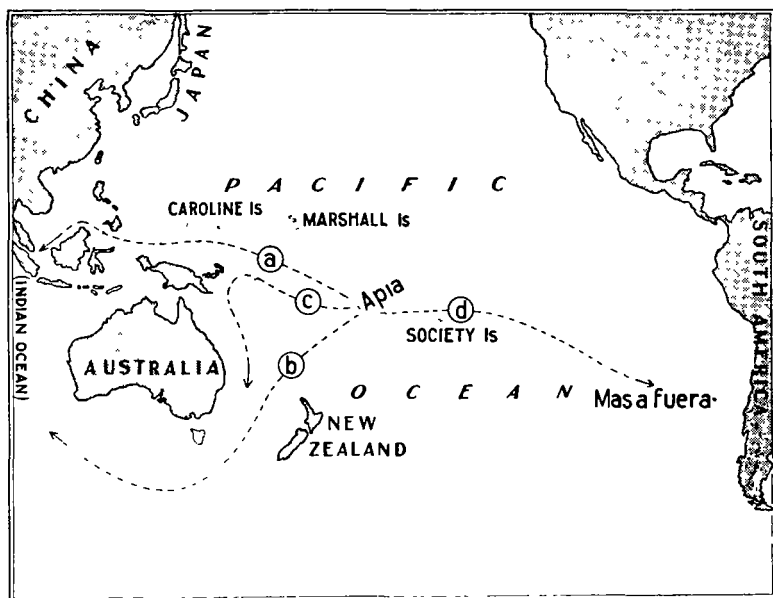 CHINA
JAPAN
PACIFIC
CAROLINE IS
MARSHALL IS
a
c
Apia
d
SOCIETY IS
(INDIAN OCEAN)
AUSTRALIA
b
OCEAN
Mas a fuera
SOUTH AMERICA
NEW
ZEALAND